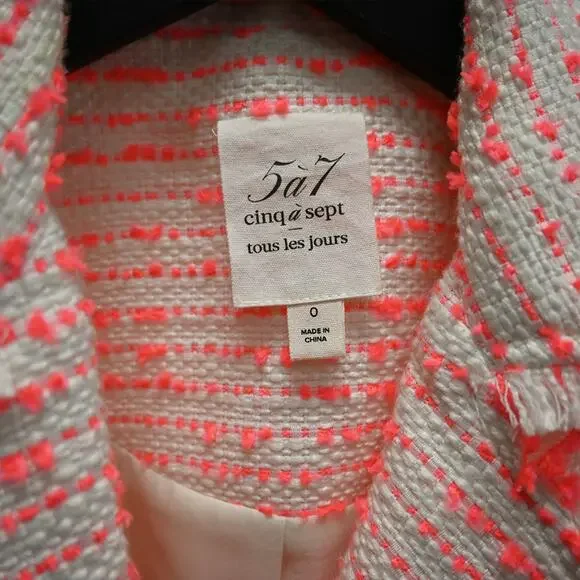 5à7
cinq à sept
tous les jours
0
MADE IN
CHINA